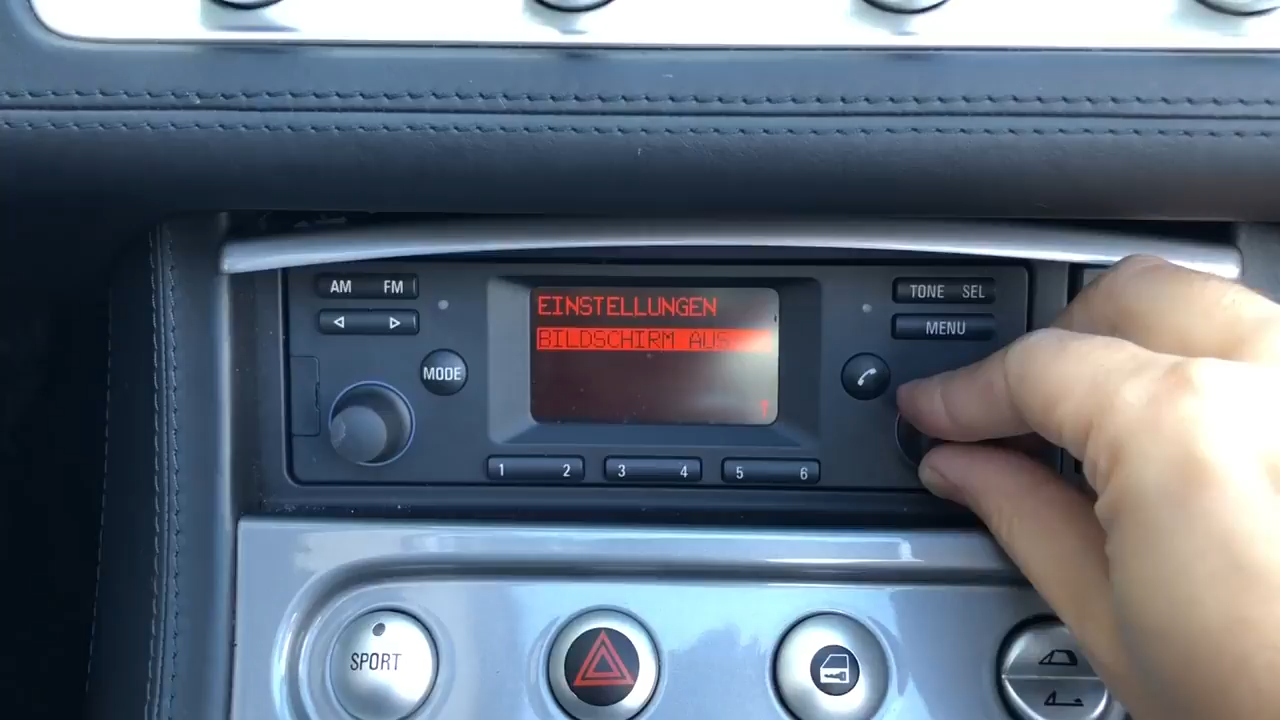 AM FM
TONE SEL
MENU
EINSTELLUNGEN
BILDSCHIRM AUS
MODE
1 2
3 4
5 6
SPORT